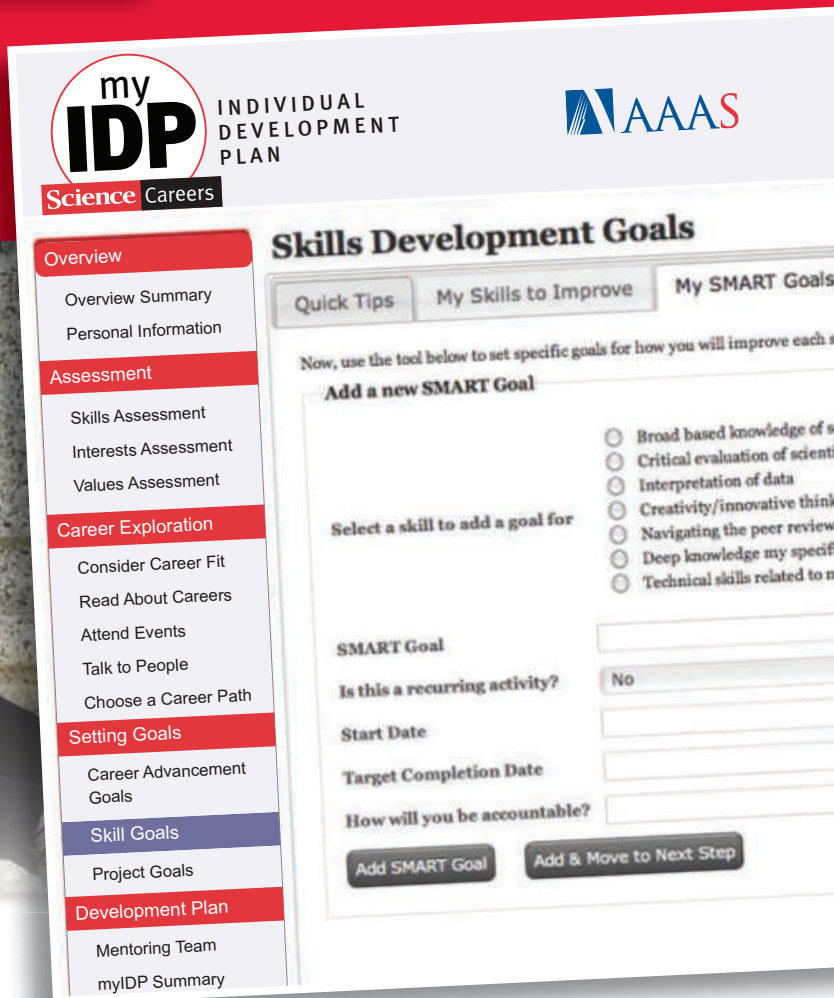 my
IDP
Science Careers
INDIVIDUAL
DEVELOPMENT
PLAN
AAAS
Overview
Overview Summary
Personal Information
Assessment
Skills Assessment
Interests Assessment
Values Assessment
Career Exploration
Consider Career Fit
Read About Careers
Attend Events
Talk to People
Choose a Career Path
Setting Goals
Career Advancement
Goals
Skill Goals
Project Goals
Development Plan
Mentoring Team
myIDP Summary
Skills Development Goals
Quick Tips
My Skills to Improve
My SMART Goals
Now, use the tool below to set specific goals for how you will improve each s
Add a new SMART Goal
Select a skill to add a goal for
Broad based knowledge of s
Critical evaluation of scienti
Interpretation of data
Creativity/innovative think
Navigating the peer review
Deep knowledge my specifi
Technical skills related to m
SMART Goal
Is this a recurring activity?
No
Start Date
Target Completion Date
How will you be accountable?
Add SMART Goal
Add & Move to Next Step